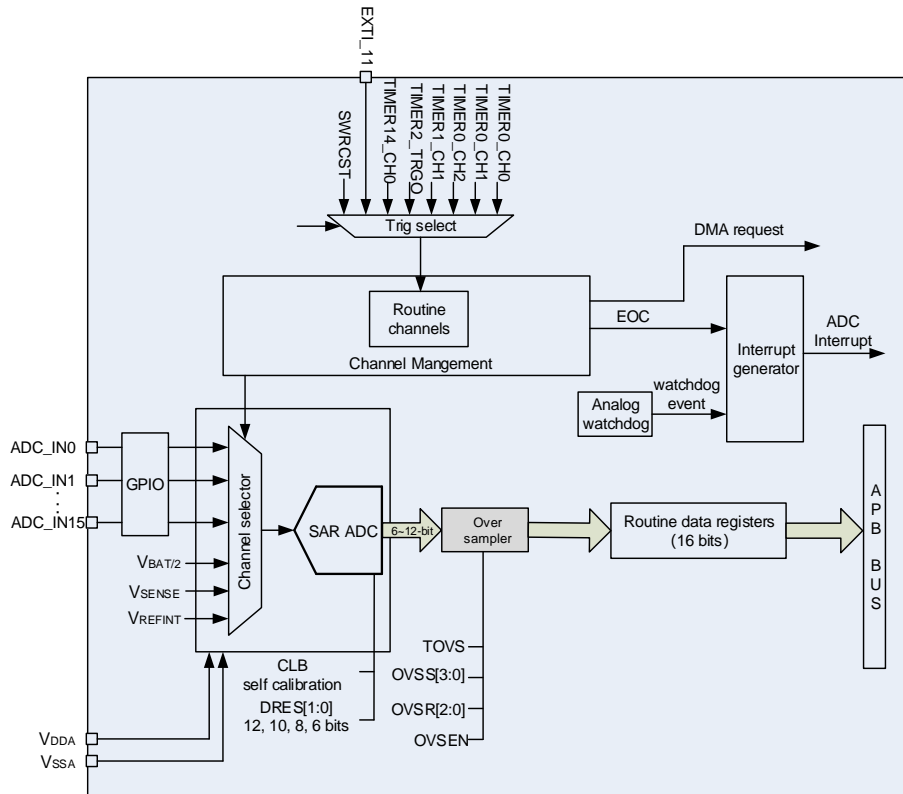 EXTI_11
SWRCST
TIMER14_CH0
TIMER2_TRGO
TIMER1_CH1
TIMER0_CH2
TIMER0_CH1
TIMER0_CH0
Trig select
DMA request
Routine
channels
Channel Mangement
EOC
Interrupt
generator
ADC
Interrupt
Analog
watchdog
watchdog
event
ADC_IN0
ADC_IN1
ADC_IN15
GPIO
VBAT/2
VSENSE
VREFINT
Channel selector
SAR ADC
6~12-bit
Over
sampler
Routine data registers
(16 bits)
APB BUS
CLB
self calibration
DRES[1:0]
12, 10, 8, 6 bits
TOVS
OVSS[3:0]
OVSR[2:0]
OVSEN
VDDA
VSSA